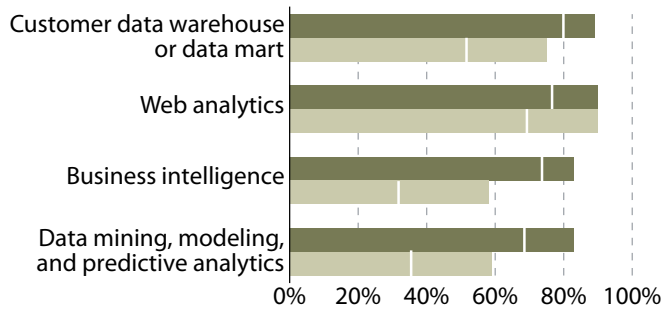 Customer data warehouse
or data mart
Web analytics
Business intelligence
Data mining, modeling,
and predictive analytics
0% 20% 40% 60% 80% 100%